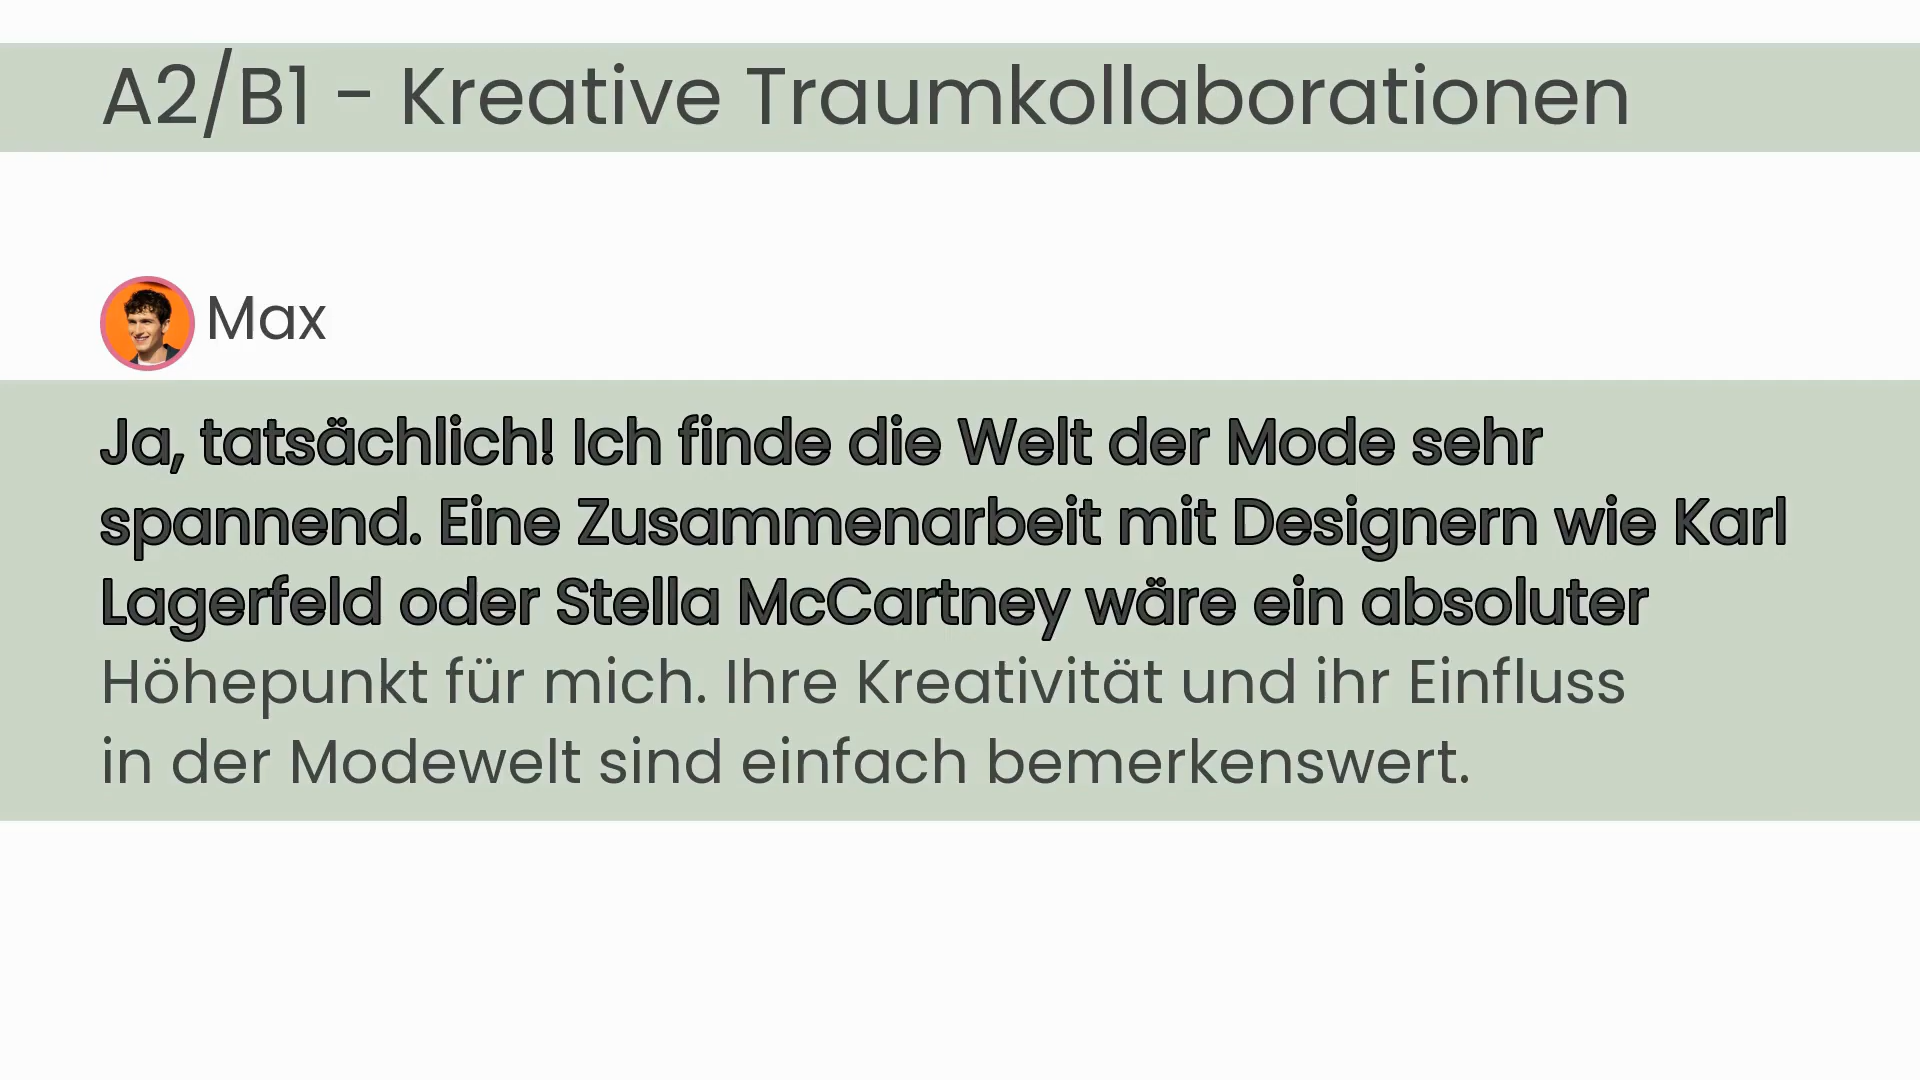 A2/B1 - Kreative Traumkollaborationen
Max
Ja, tatsächlich! Ich finde die Welt der Mode sehr
spannend. Eine Zusammenarbeit mit Designern wie Karl
Lagerfeld oder Stella McCartney wäre ein absoluter
Höhepunkt für mich. Ihre Kreativität und ihr Einfluss
in der Modewelt sind einfach bemerkenswert.